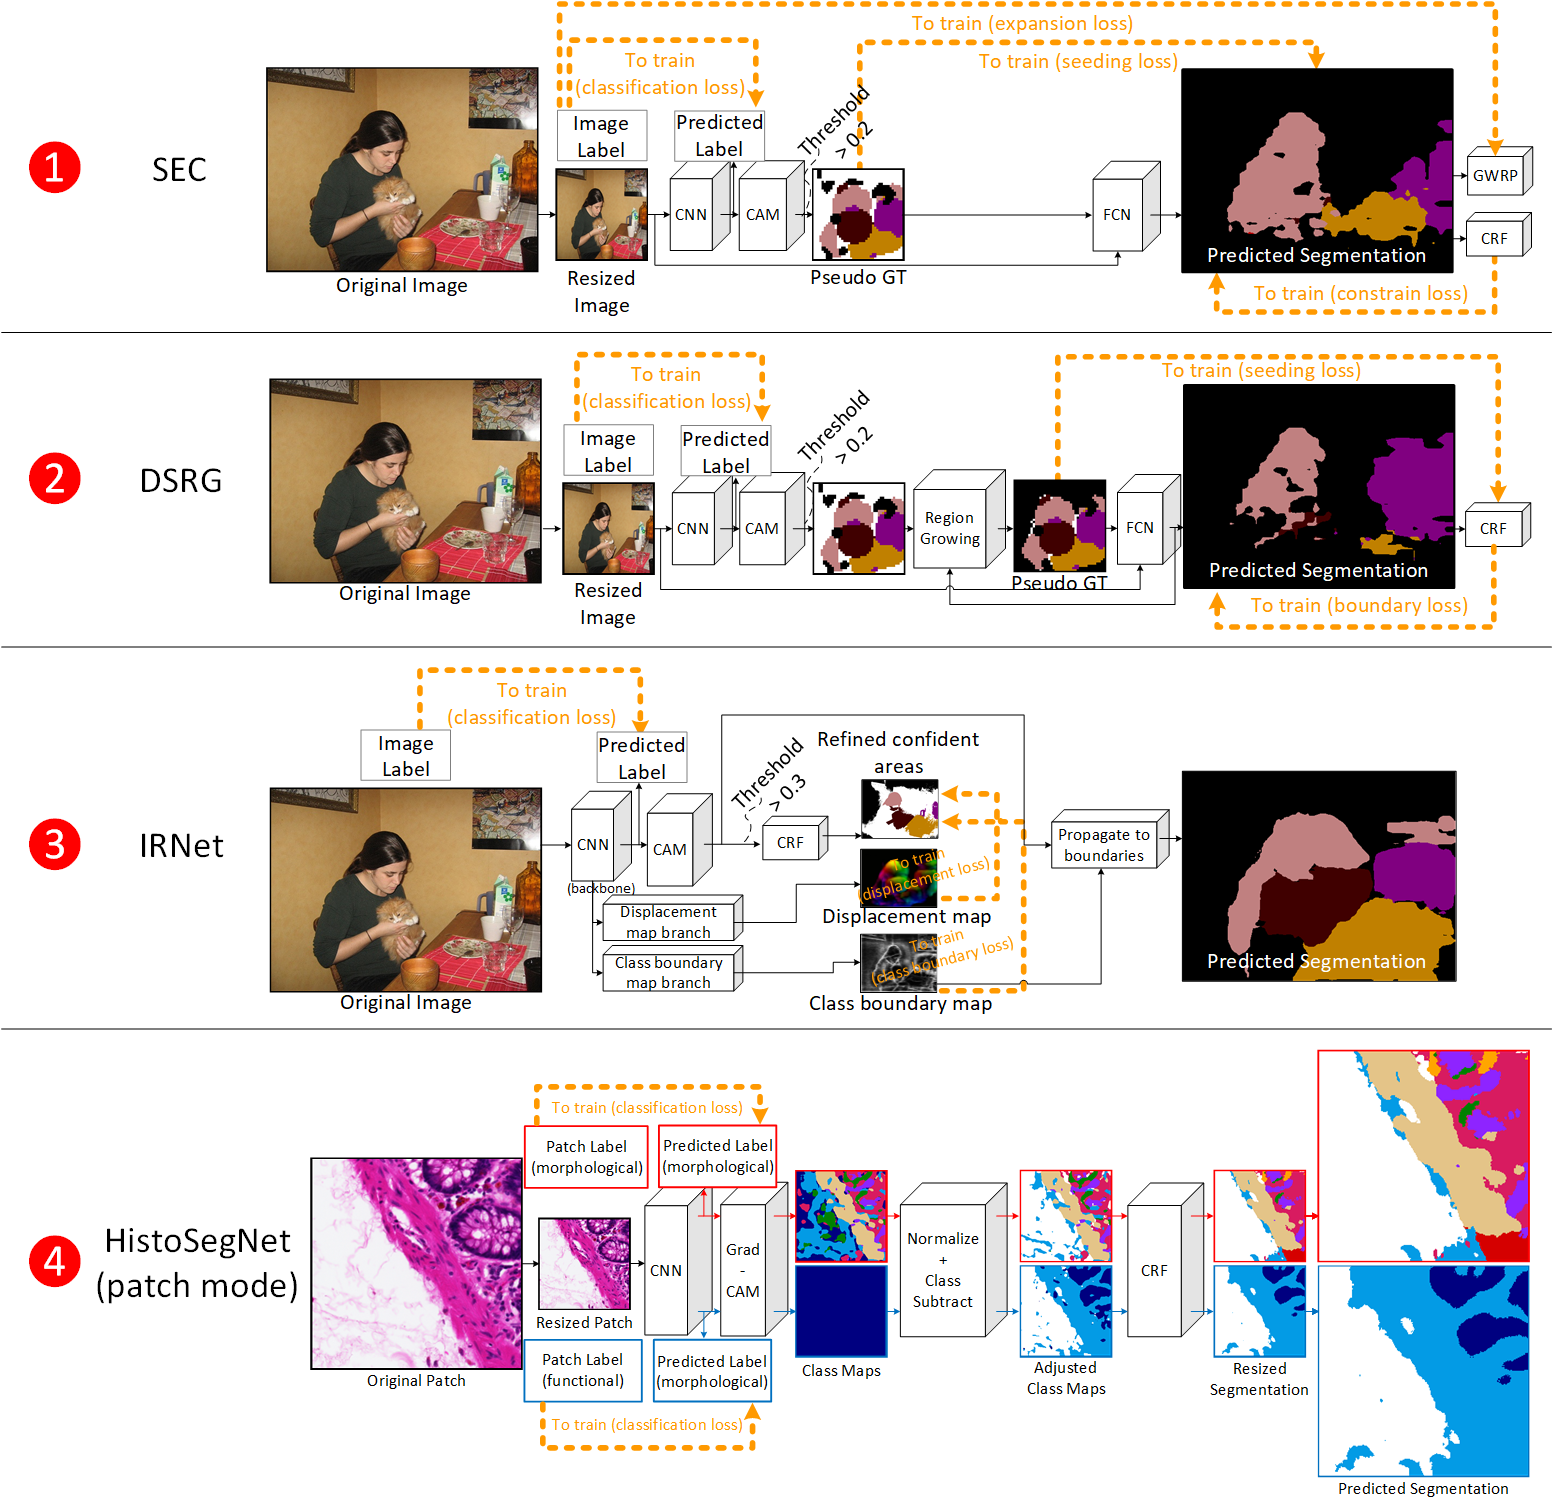 1
SEC
To train (expansion loss)
To train (seeding loss)
To train
(classification loss)
Image
Label
Predicted
Label
Threshold
> 0.2
CNN
CAM
FCN
GWRP
CRF
Original Image
Resized
Image
Pseudo GT
Predicted Segmentation
To train (constrain loss)
2
DSRG
To train
(classification loss)
To train (seeding loss)
Image
Label
Predicted
Label
Threshold
> 0.2
CNN
CAM
Region
Growing
FCN
CRF
Original Image
Resized
Image
Pseudo GT
Predicted Segmentation
To train (boundary loss)
3
IRNet
To train
(classification loss)
Image
Label
Predicted
Label
Threshold
> 0.3
Refined confident
areas
CNN
(backbone)
CAM
CRF
Propagate to
boundaries
To train
(displacement loss)
Displacement
map branch
Displacement map
To train
(class boundary loss)
Class boundary
map branch
Class boundary map
Original Image
Predicted Segmentation
4
HistoSegNet
(patch mode)
To train (classification loss)
Patch Label
(morphological)
Predicted Label
(morphological)
CNN
Grad
-
CAM
Normalize
+
Class
Subtract
CRF
Original Patch
Resized Patch
Patch Label
(functional)
Predicted Label
(morphological)
Class Maps
Adjusted
Class Maps
Resized
Segmentation
To train (classification loss)
Predicted Segmentation